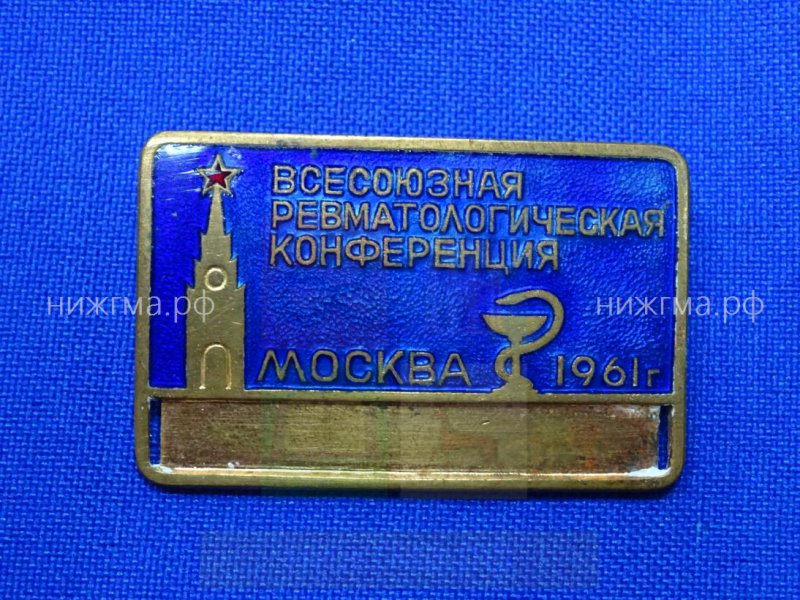 ВСЕСОЮЗНАЯ
РЕВМАТОЛОГИЧЕСКАЯ
КОНФЕРЕНЦИЯ
нижгма.рф нижгма.рф
МОСКВА 1961г